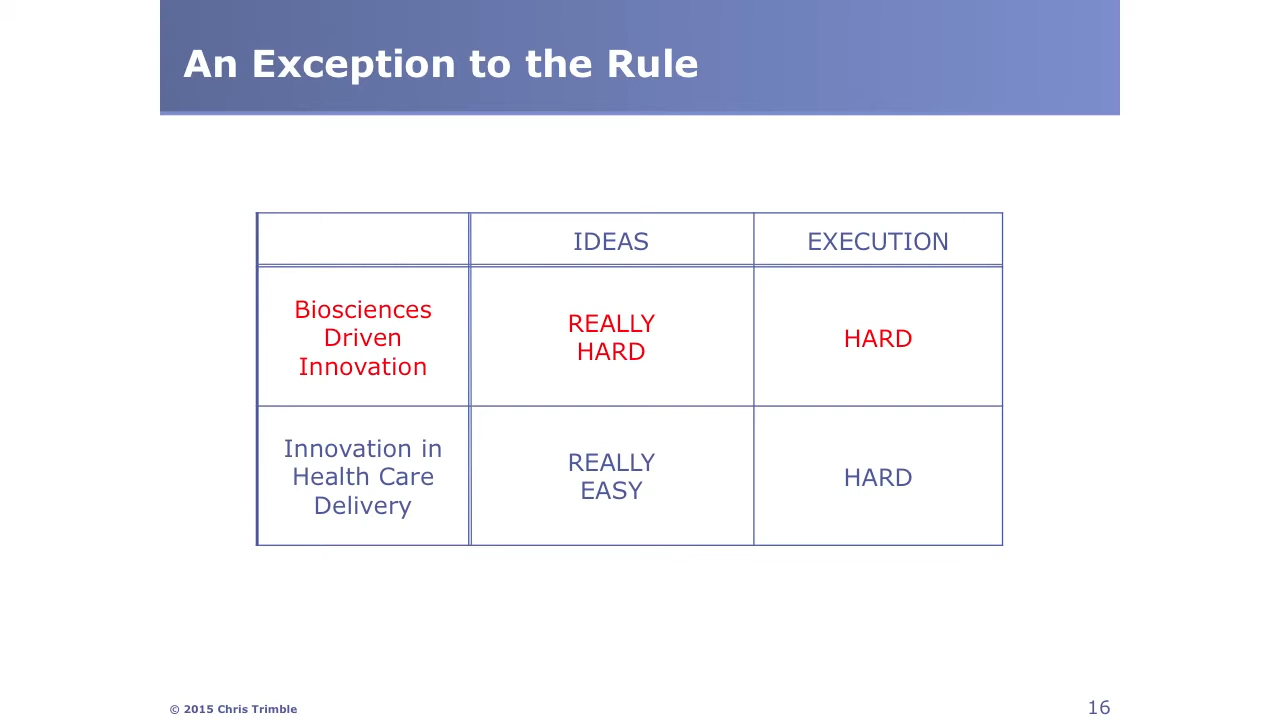 An Exception to the Rule
IDEAS
EXECUTION
Biosciences
Driven
Innovation
REALLY
HARD
HARD
Innovation in
Health Care
Delivery
REALLY
EASY
HARD
© 2015 Chris Trimble
16